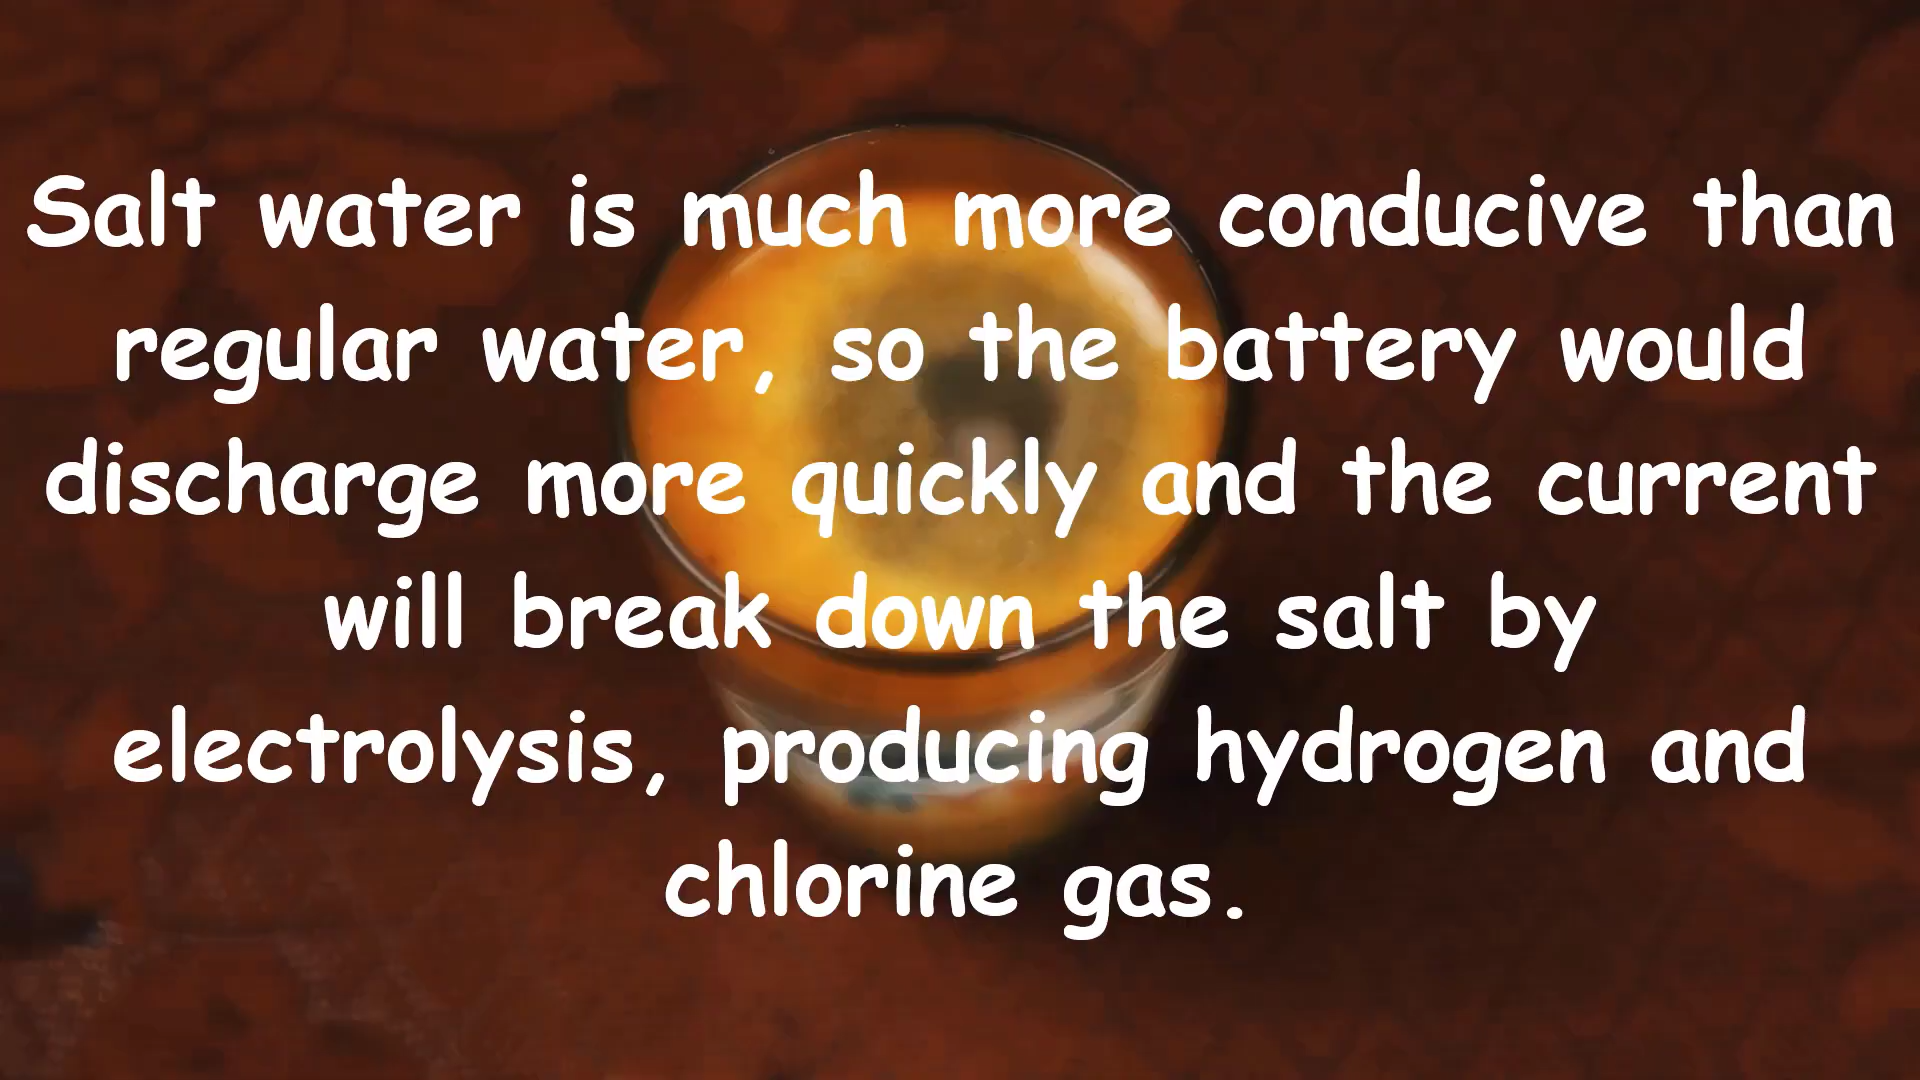 Salt water is much more conducive than
regular water, so the battery would
discharge more quickly and the current
will break down the salt by
electrolysis, producing hydrogen and
chlorine gas.